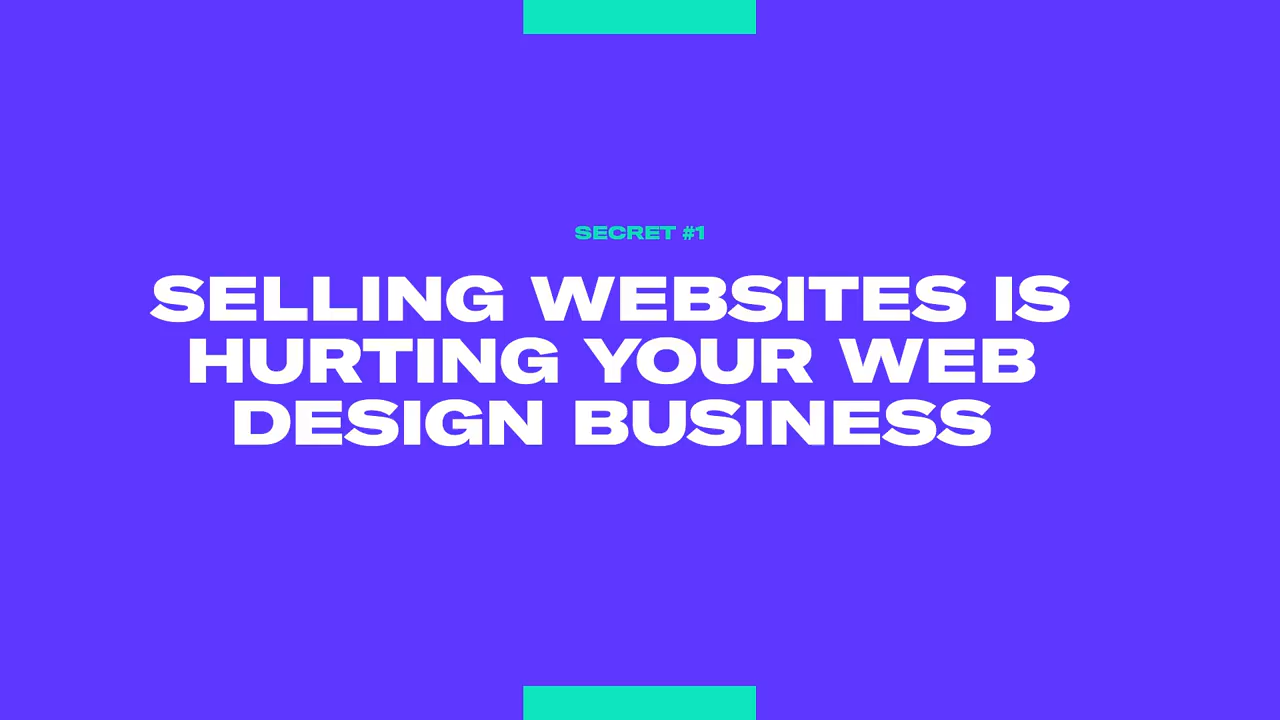 SECRET #1
SELLING WEBSITES IS
HURTING YOUR WEB
DESIGN BUSINESS